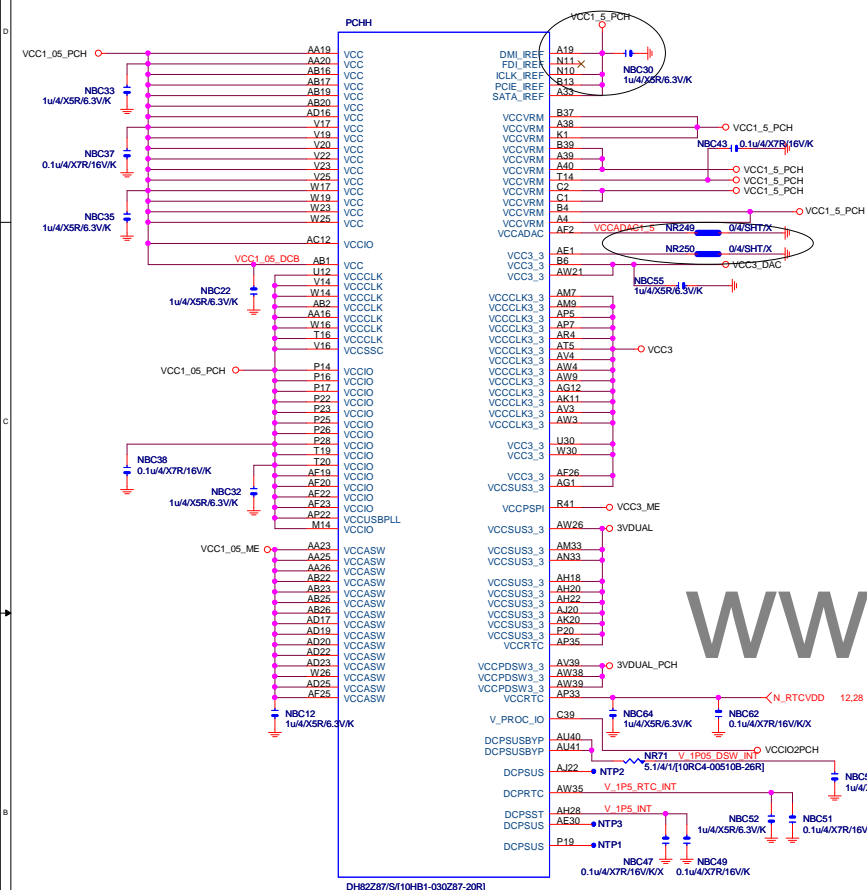 PCHH
VCC1_5_PCH
D
VCC1_05_PCH
AA19 VCC
AA20 VCC
AB16 VCC
AB17 VCC
AB19 VCC
AB20 VCC
AD16 VCC
V17 VCC
V19 VCC
V20 VCC
V22 VCC
V23 VCC
V25 VCC
W17 VCC
W19 VCC
W23 VCC
W25 VCC
AC12 VCCIO
NBC33
1u/4/X5R/6.3V/K
NBC37
0.1u/4/X7R/16V/K
NBC35
1u/4/X5R/6.3V/K
VCC1_05_DCB
AB1 VCC
U12 VCCCLK
V14 VCCCLK
W14 VCCCLK
AB2 VCCCLK
AA16 VCCCLK
W16 VCCCLK
T16 VCCCLK
V16 VCCSSC
NBC22
1u/4/X5R/6.3V/K
VCC1_05_PCH
P14 VCCIO
P16 VCCIO
P17 VCCIO
P22 VCCIO
P23 VCCIO
P25 VCCIO
P26 VCCIO
P28 VCCIO
T19 VCCIO
T20 VCCIO
AF19 VCCIO
AF20 VCCIO
AF22 VCCIO
AF23 VCCIO
AP22 VCCUSBPLL
M14 VCCIO
C
NBC38
0.1u/4/X7R/16V/K
NBC32
1u/4/X5R/6.3V/K
VCC1_05_ME
AA23 VCCASW
AA25 VCCASW
AA26 VCCASW
AB22 VCCASW
AB23 VCCASW
AB25 VCCASW
AB26 VCCASW
AD17 VCCASW
AD19 VCCASW
AD20 VCCASW
AD22 VCCASW
AD23 VCCASW
W26 VCCASW
AD25 VCCASW
AF25 VCCASW
NBC12
1u/4/X5R/6.3V/K
B
DMI_IREF A19
FDI_IREF N11
ICLK_IREF N10
PCIE_IREF B13
SATA_IREF A33
NBC30
1u/4/X5R/6.3V/K
VCCVRM B37
VCCVRM A38
VCCVRM K1
VCCVRM B39
VCCVRM A39
VCCVRM A40
VCCVRM T14
VCCVRM C2
VCCVRM C1
VCCVRM B4
VCCVRM A4
VCCADAC AF2
VCC1_5_PCH
NBC43 0.1u/4/X7R/16V/K
VCC1_5_PCH
VCC1_5_PCH
VCC1_5_PCH
VCC1_5_PCH
VCCADAC1_5 NR249 0/4/SHT/X
NR250 0/4/SHT/X
VCC3_3 AE1
VCC3_3 B6
VCC3_3 AW21
VCC3_DAC
NBC55
1u/4/X5R/6.3V/K
VCCCLK3_3 AM7
VCCCLK3_3 AM9
VCCCLK3_3 AP5
VCCCLK3_3 AP7
VCCCLK3_3 AR4
VCCCLK3_3 AT5
VCCCLK3_3 AV4
VCCCLK3_3 AW4
VCCCLK3_3 AW9
VCCCLK3_3 AG12
VCCCLK3_3 AK11
VCCCLK3_3 AV3
VCCCLK3_3 AW3
VCC3
VCC3_3 U30
VCC3_3 W30
VCC3_3 AF26
VCCSUS3_3 AG1
VCCPSPI R41 VCC3_ME
VCCSUS3_3 AW26 3VDUAL
VCCSUS3_3 AM33
VCCSUS3_3 AN33
VCCSUS3_3 AH18
VCCSUS3_3 AH20
VCCSUS3_3 AH22
VCCSUS3_3 AJ20
VCCSUS3_3 AK20
VCCSUS3_3 P20
VCCRTC AP35
VCCPDSW3_3 AV39 3VDUAL_PCH
VCCPDSW3_3 AW38
VCCPDSW3_3 AW39
VCCRTC AP33 N_RTCVDD 12,28
NBC64
1u/4/X5R/6.3V/K
NBC62
0.1u/4/X7R/16V/K/X
V_PROC_IO C39
VCCIO2PCH
DCPSUSBYP AU40
DCPSUSBYP AU41
NR71 V_1P05_DSW_INT
5.1/4/1/[10RC4-00510B-26R]
DCPSUS AJ22 NTP2
DCPRTC AW35 V_1P5_RTC_INT
DCPSST AH28 V_1P5_INT
DCPSUS AE30 NTP3
DCPSUS P19 NTP1
NBC52
1u/4/X5R/6.3V/K
NBC51
0.1u/4/X7R/16V
NBC47
0.1u/4/X7R/16V/K/X
NBC49
0.1u/4/X7R/16V/K
DH82Z87/S/[10HB1-030Z87-20R]